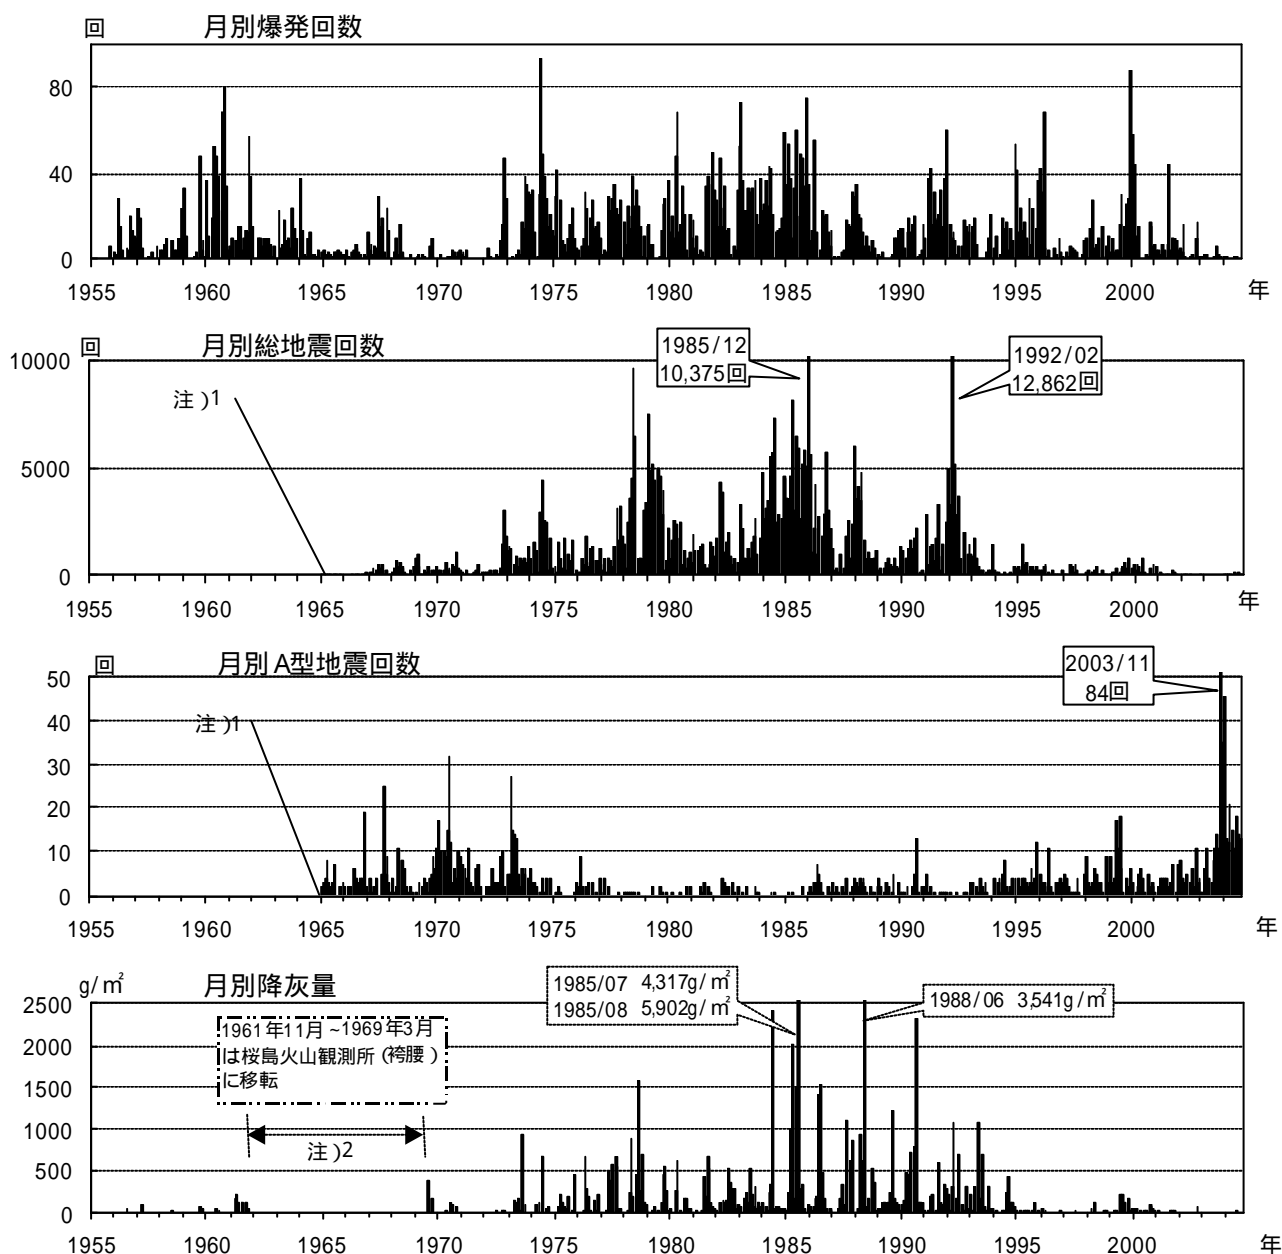 回 月別爆発回数
80
40
0
1955 1960 1965 1970 1975 1980 1985 1990 1995 2000 年
回 月別総地震回数
10000
5000
0
注)1
1985/12
10,375回
1992/02
12,862回
1955 1960 1965 1970 1975 1980 1985 1990 1995 2000 年
回 月別A型地震回数
50
40
30
20
10
0
注)1
2003/11
84回
1955 1960 1965 1970 1975 1980 1985 1990 1995 2000 年
g/㎡ 月別降灰量
2500
2000
1500
1000
500
0
1961年11月~1969年3月
は桜島火山観測所(袴腰)
に移転
注)2
1985/07 4,317g/㎡
1985/08 5,902g/㎡
1988/06 3,541g/㎡
1955 1960 1965 1970 1975 1980 1985 1990 1995 2000 年